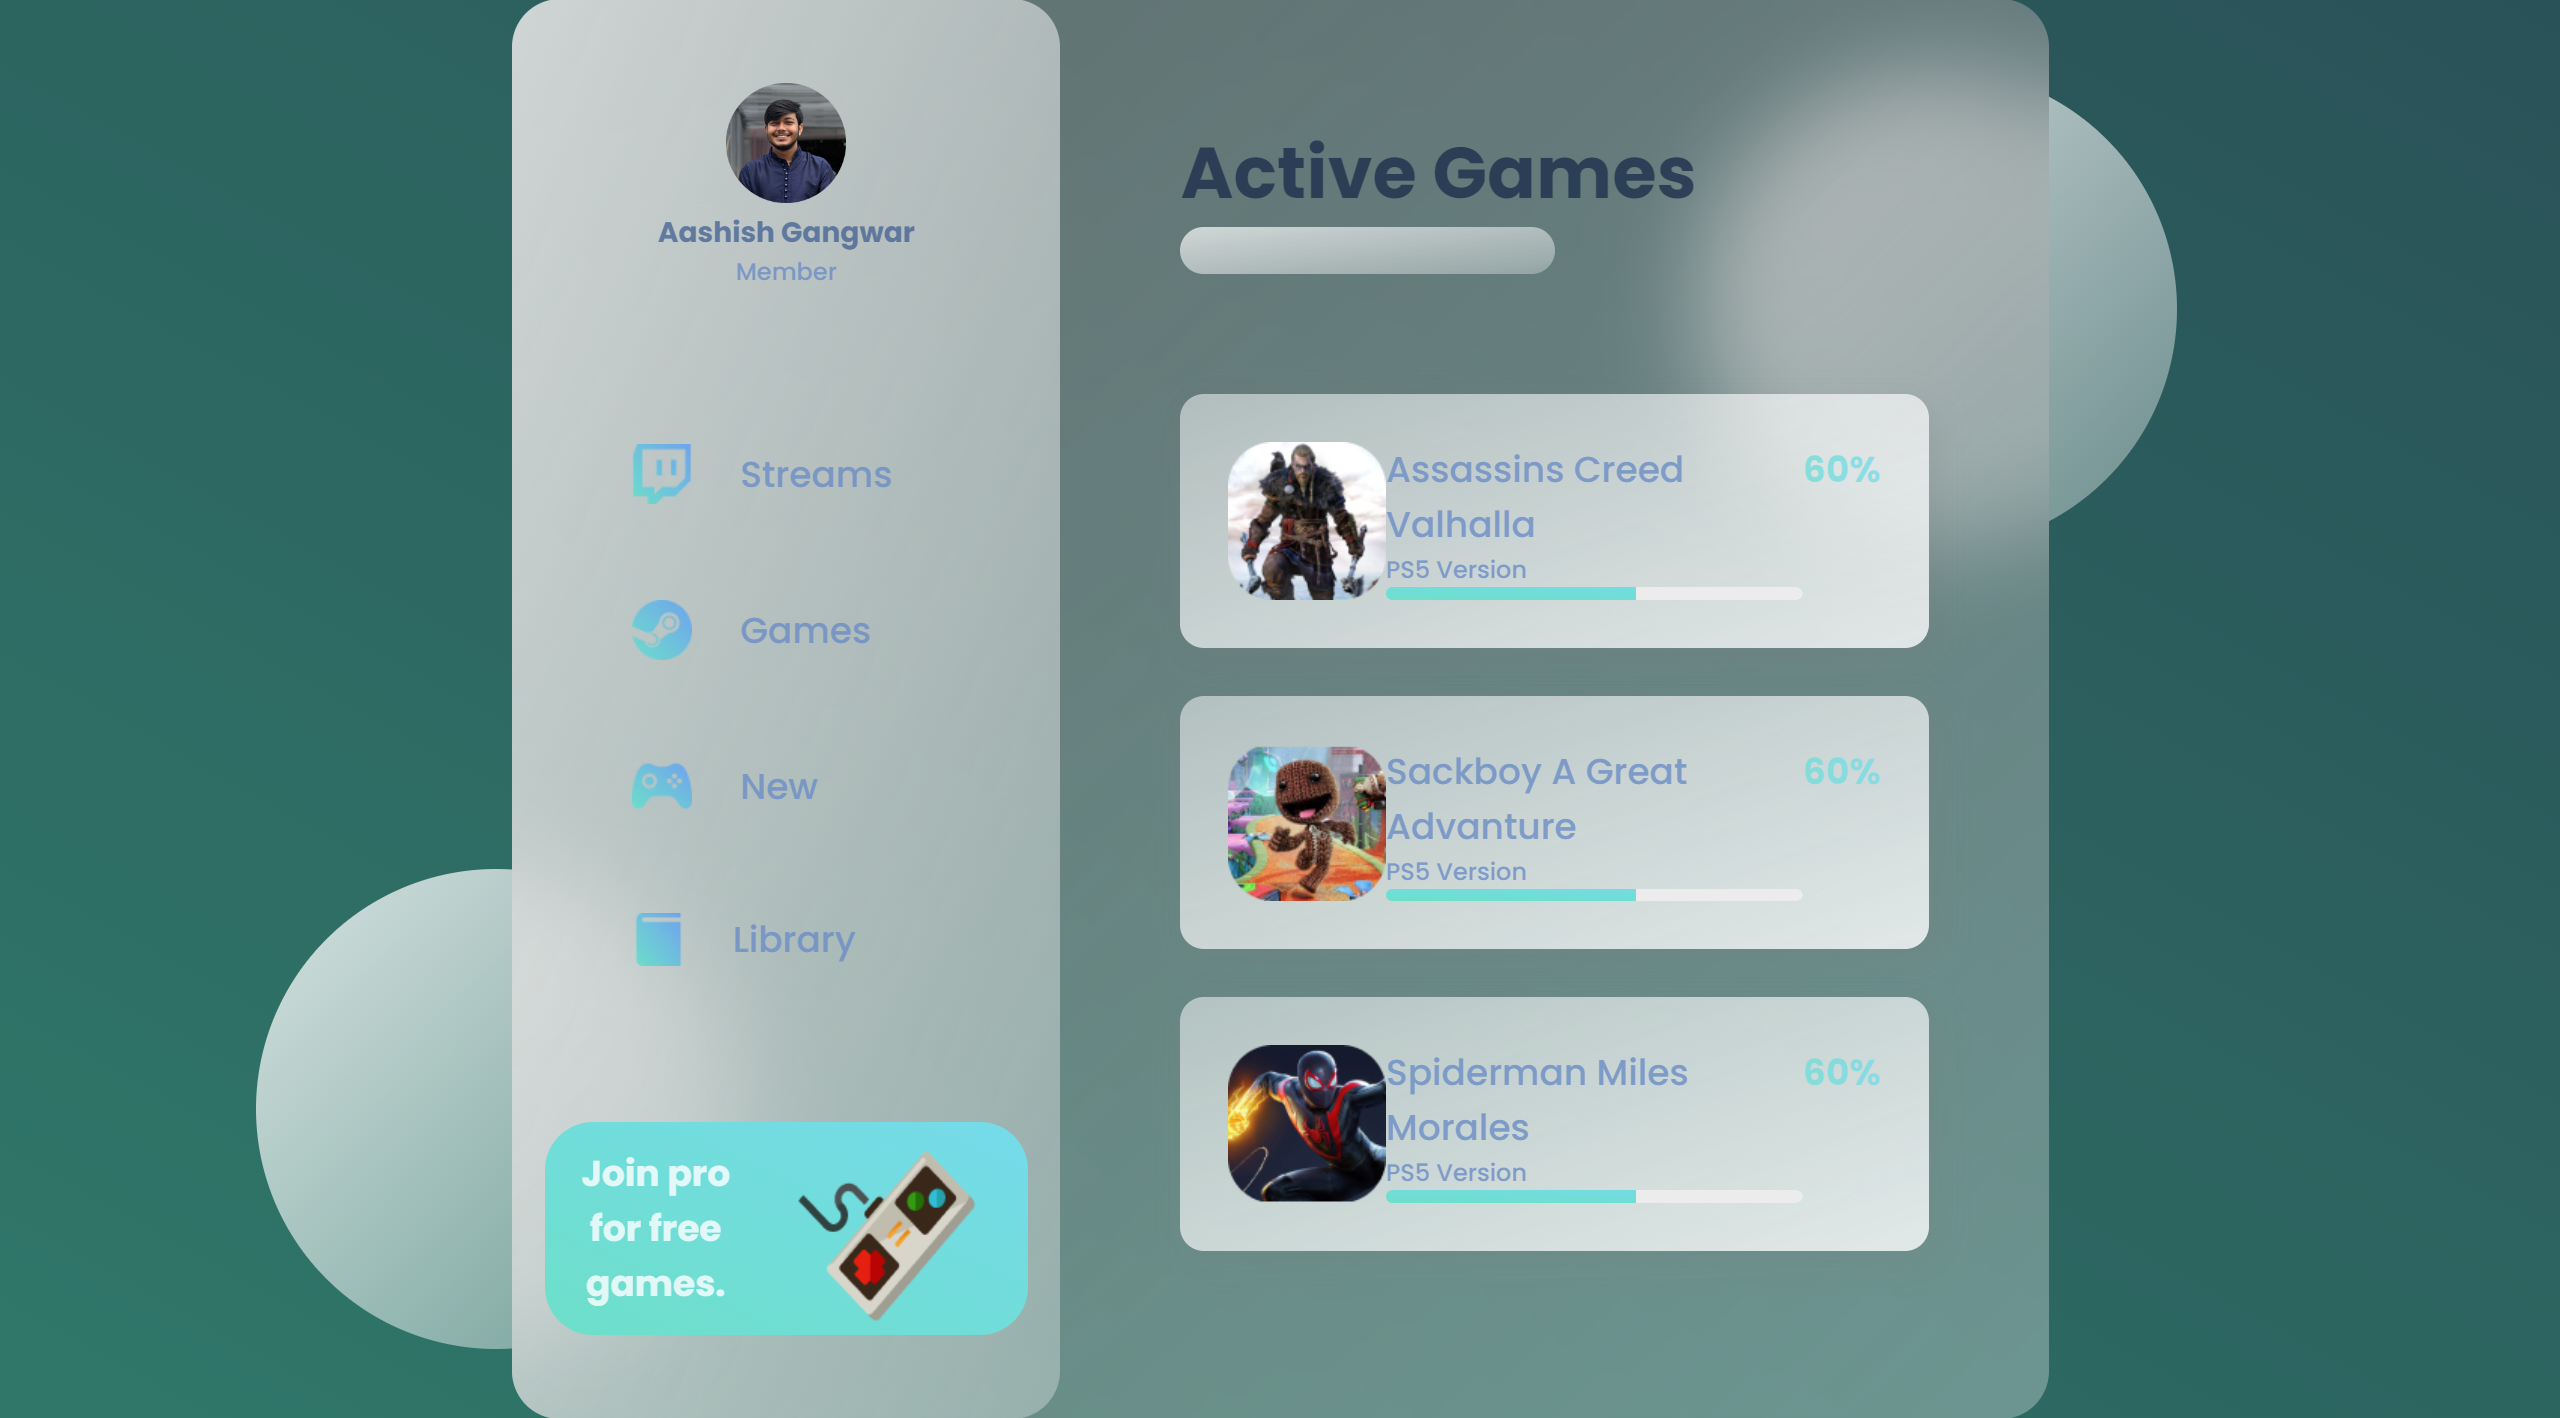 Aashish Gangwar
Member
Streams
Games
New
Library
Join pro
for free
games.
Active Games
Assassins Creed
Valhalla
PS5 Version
60%
Sackboy A Great
Advanture
PS5 Version
60%
Spiderman Miles
Morales
PS5 Version
60%